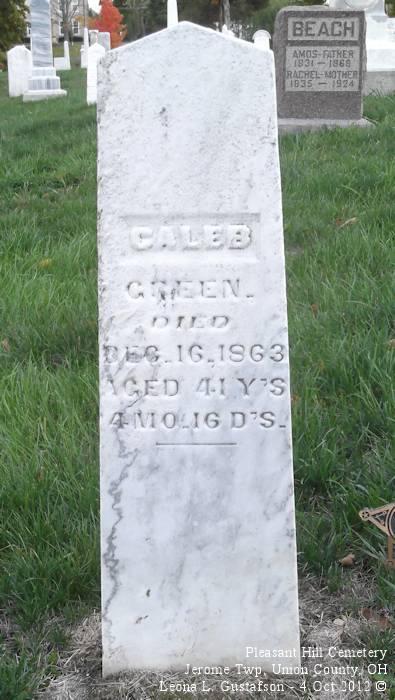 BEACH
AMOS-FATHER
1831 – 1868
RACHEL-MOTHER
1835 – 1924
CALEB
GREEN.
DIED
DEC. 16, 1863
AGED 41 Y'S
4 MO. 16 D'S.
Pleasant Hill Cemetery
Jerome Twp, Union County, OH
Leona L. Gustafson - 4 Oct 2012 ©